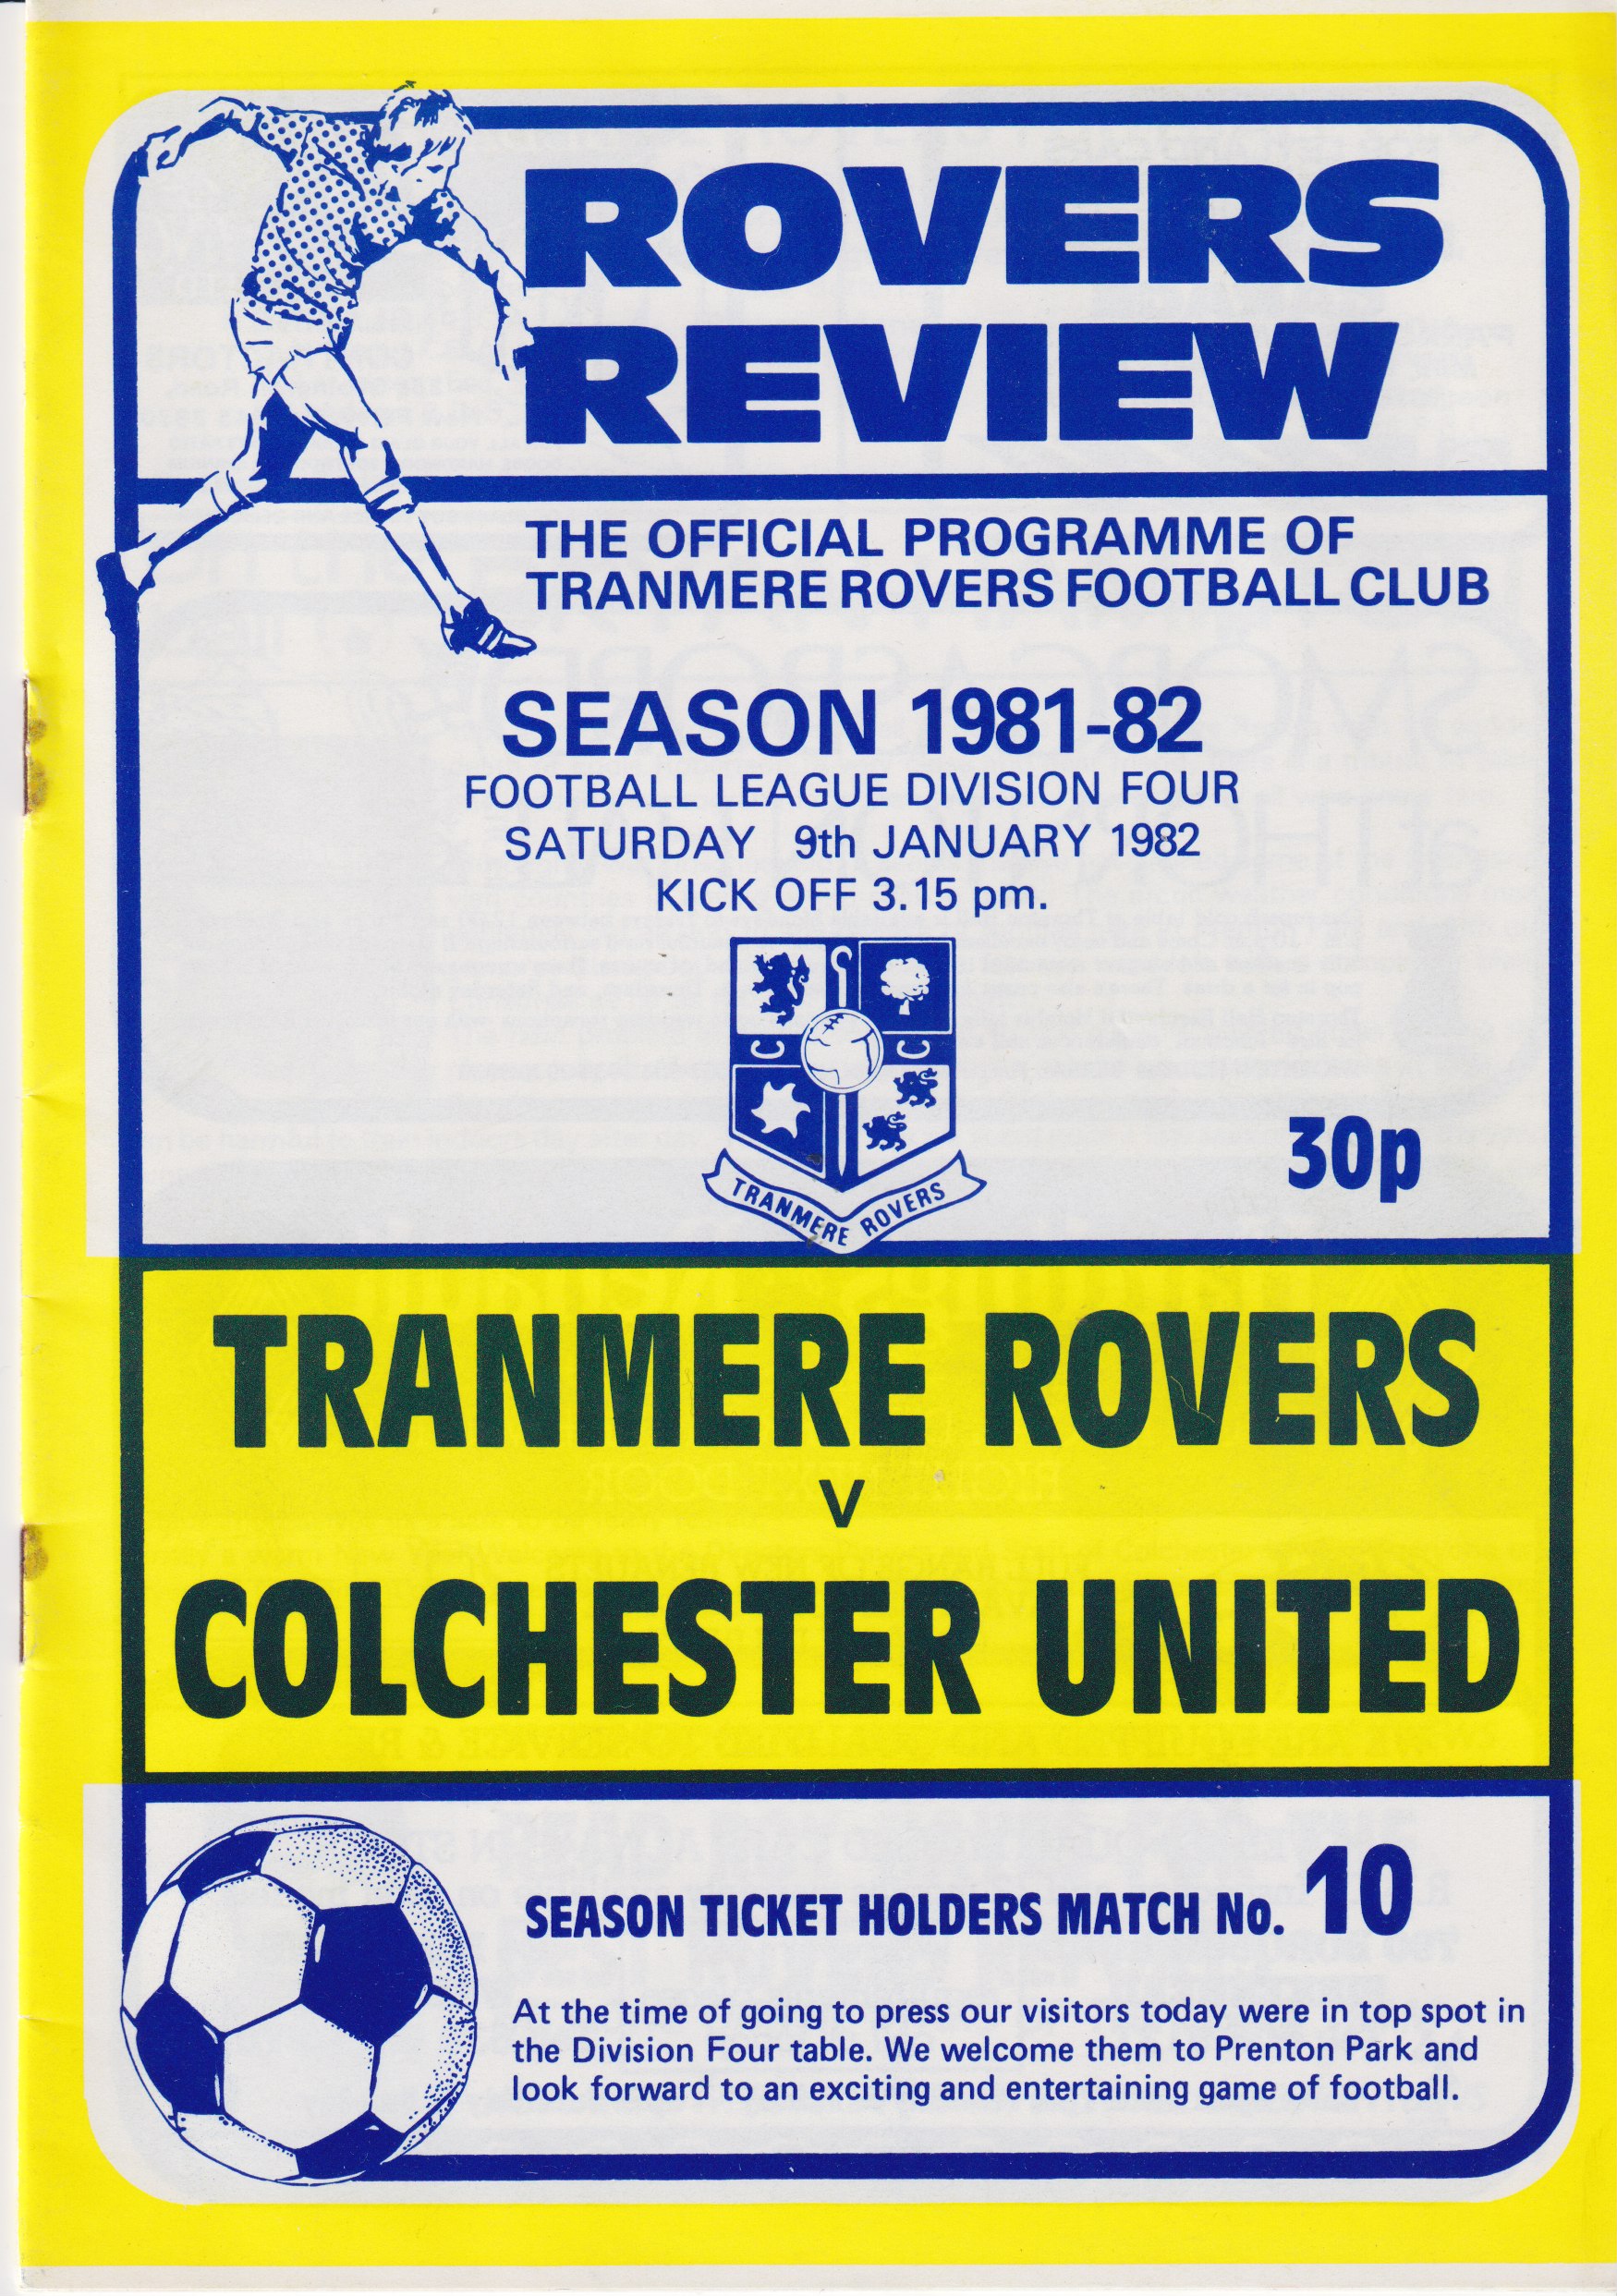 ROVERS
REVIEW
THE OFFICIAL PROGRAMME OF
TRANMERE ROVERS FOOTBALL CLUB
SEASON 1981-82
FOOTBALL LEAGUE DIVISION FOUR
SATURDAY 9th JANUARY 1982
KICK OFF 3.15 pm.
TRANMERE ROVERS
30p
TRANMERE ROVERS
V
COLCHESTER UNITED
SEASON TICKET HOLDERS MATCH No. 10
At the time of going to press our visitors today were in top spot in
the Division Four table. We welcome them to Prenton Park and
look forward to an exciting and entertaining game of football.